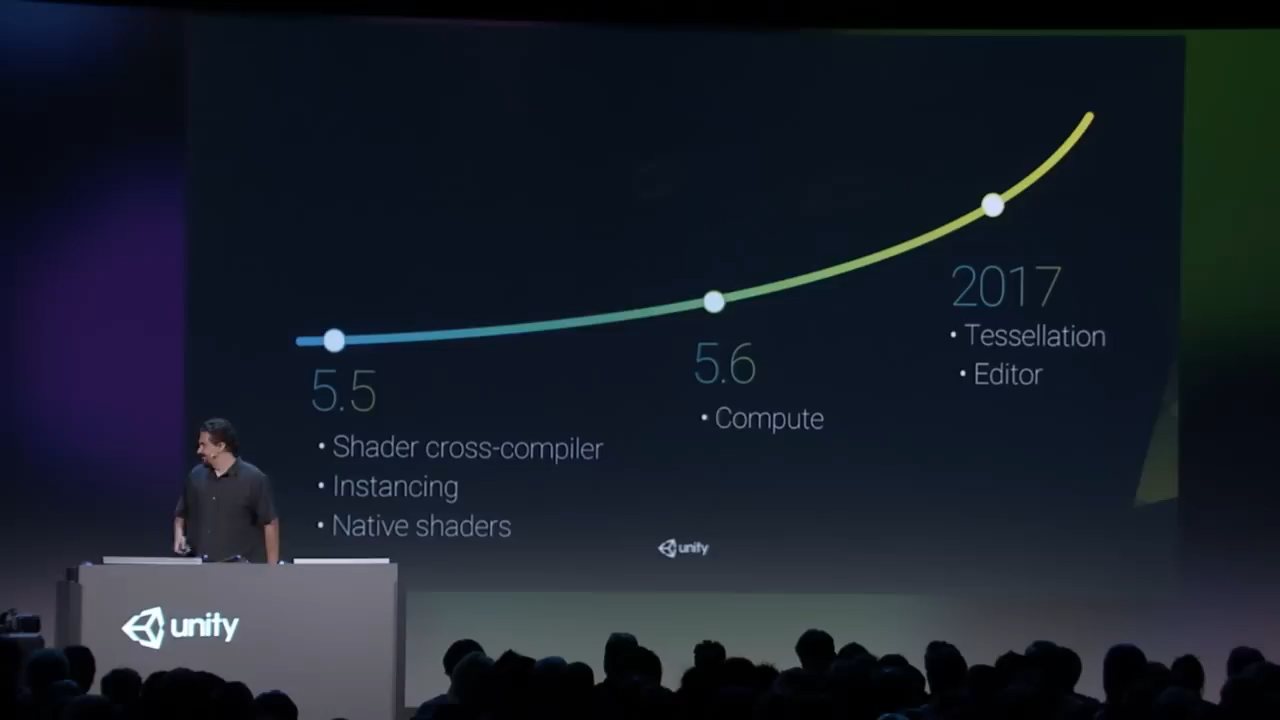 5.5
• Shader cross-compiler
• Instancing
• Native shaders
5.6
• Compute
2017
• Tessellation
• Editor
unity
unity